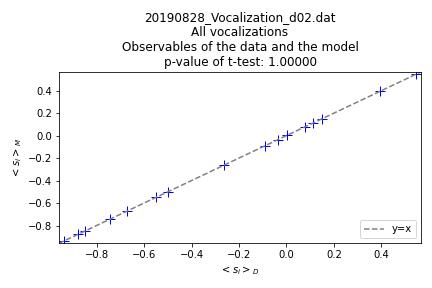 20190828_Vocalization_d02.dat
All vocalizations
Observables of the data and the model
p-value of t-test: 1.00000
0.4
0.2
0.0
−0.2
−0.4
−0.6
−0.8
< s_i >_M
y=x
−0.8 −0.6 −0.4 −0.2 0.0 0.2 0.4
< s_i >_D